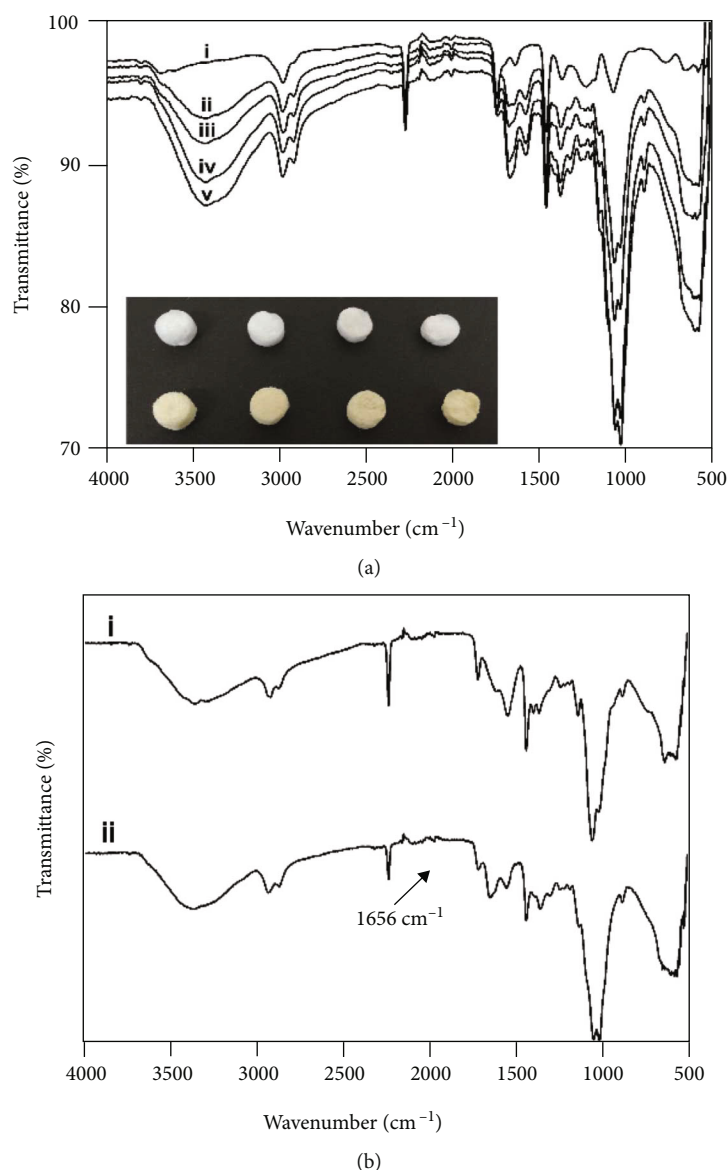 100
90
80
70
Transmittance (%)
i
ii
iii
iv
v
4000 3500 3000 2500 2000 1500 1000 500
Wavenumber (cm⁻¹)
(a)
Transmittance (%)
i
ii
1656 cm⁻¹
4000 3500 3000 2500 2000 1500 1000 500
Wavenumber (cm⁻¹)
(b)